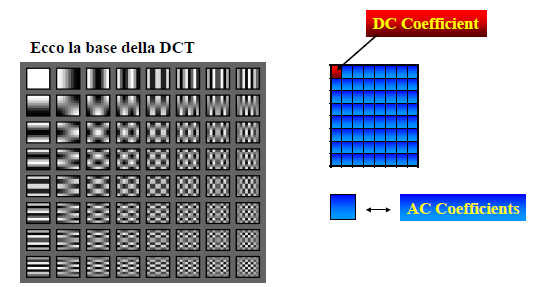 DC Coefficient
Ecco la base della DCT
AC Coefficients